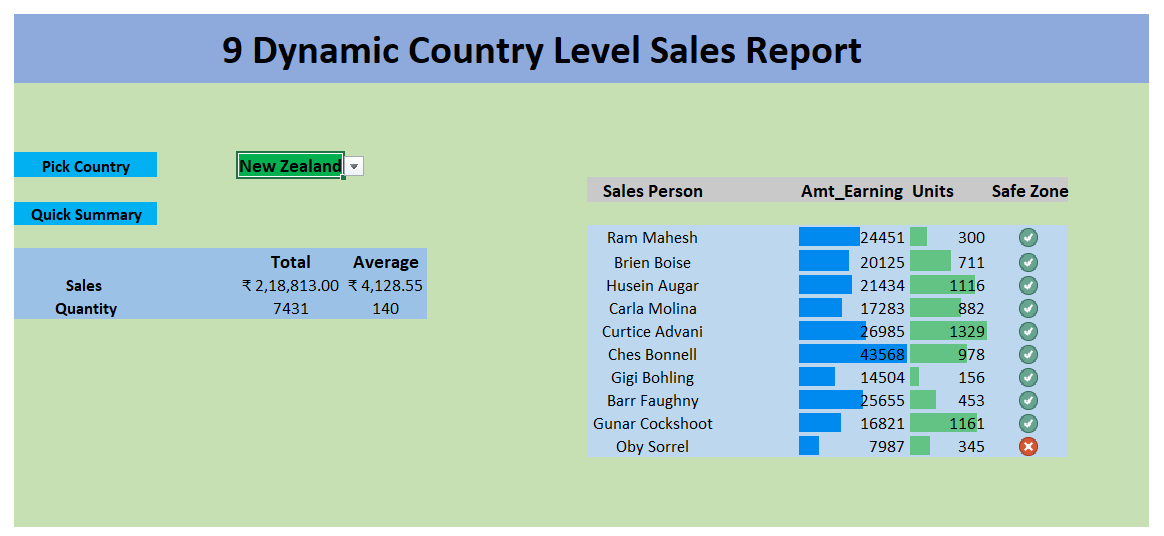 9 Dynamic Country Level Sales Report
Pick Country New Zealand
Quick Summary
Total Average
Sales ₹ 2,18,813.00 ₹ 4,128.55
Quantity 7431 140
Sales Person Amt_Earning Units Safe Zone
Ram Mahesh 24451 300
Brien Boise 20125 711
Husein Augar 21434 1116
Carla Molina 17283 882
Curtice Advani 26985 1329
Ches Bonnell 43568 978
Gigi Bohling 14504 156
Barr Faughny 25655 453
Gunar Cockshoot 16821 1161
Oby Sorrel 7987 345